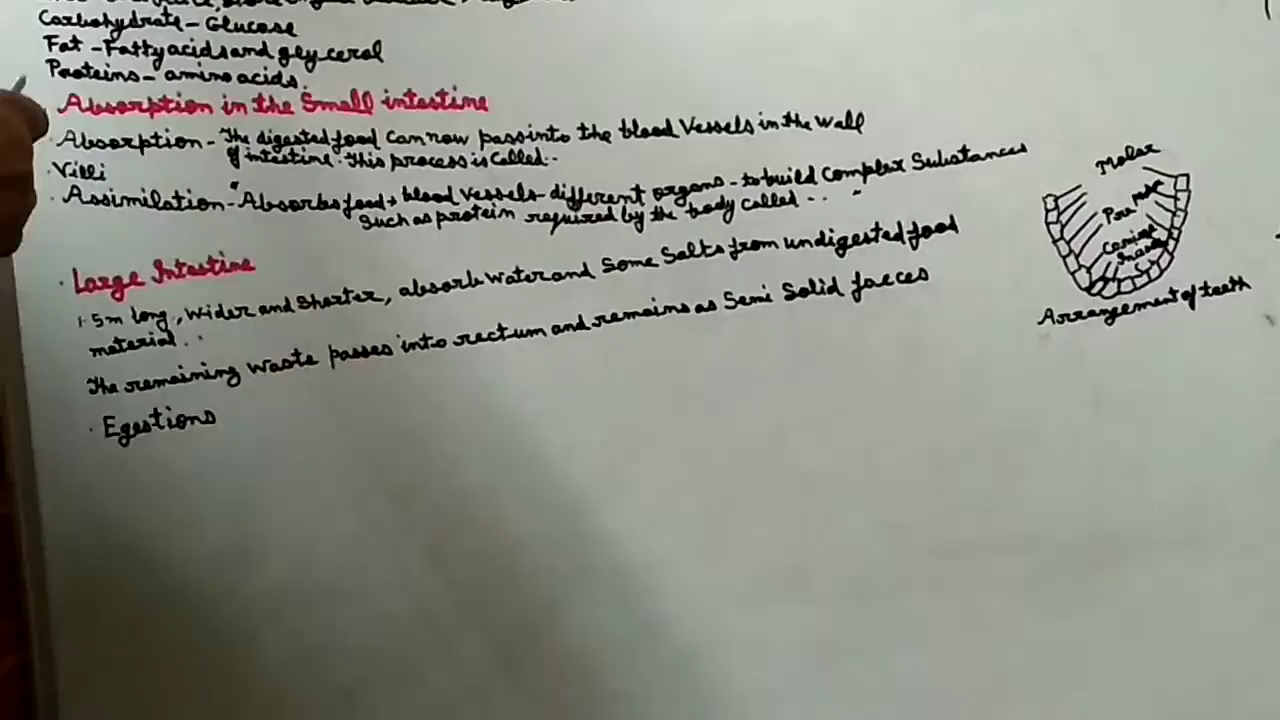 Carbohydrate - Glucose
Fat - Fatty acids and glycerol
Proteins - amino acids.
Absorption in the Small intestine
· Absorption - The digested food can now pass into the blood Vessels in the Wall
of intestine. This process is called..
· Villi
· Assimilation - "Absorbs food → blood Vessels - different organs - to build Complex Substances
Such as protein required by the body called .. "
· Large Intestine
1.5m long, Wider and Shorter, absorb Water and Some Salts from undigested food
material..
The remaining Waste passes into rectum and remains as Semi Solid faeces
· Egestions
Molar
Pre molar
Canine
Arrangement of teeth